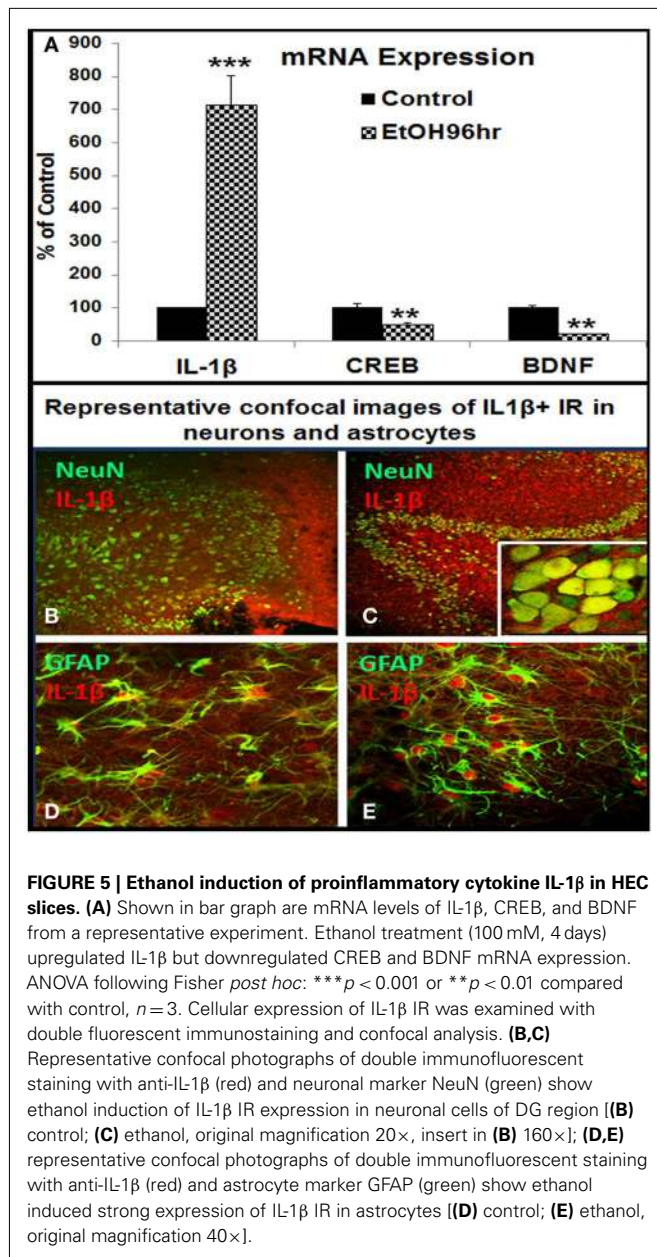 A
mRNA Expression
900
800
700
600
500
400
300
200
100
0
% of Control
***
**
**
Control
EtOH96hr
IL-1β CREB BDNF
Representative confocal images of IL1β+ IR in
neurons and astrocytes
NeuN
IL-1β
B
NeuN
IL-1β
C
GFAP
IL-1β
D
GFAP
IL-1β
E
FIGURE 5 | Ethanol induction of proinflammatory cytokine IL-1β in HEC
slices. (A) Shown in bar graph are mRNA levels of IL-1β, CREB, and BDNF
from a representative experiment. Ethanol treatment (100 mM, 4 days)
upregulated IL-1β but downregulated CREB and BDNF mRNA expression.
ANOVA following Fisher post hoc: ***p < 0.001 or **p < 0.01 compared
with control, n = 3. Cellular expression of IL-1β IR was examined with
double fluorescent immunostaining and confocal analysis. (B,C)
Representative confocal photographs of double immunofluorescent
staining with anti-IL-1β (red) and neuronal marker NeuN (green) show
ethanol induction of IL-1β IR expression in neuronal cells of DG region [(B)
control; (C) ethanol, original magnification 20×, insert in (B) 160×]; (D,E)
representative confocal photographs of double immunofluorescent staining
with anti-IL-1β (red) and astrocyte marker GFAP (green) show ethanol
induced strong expression of IL-1β IR in astrocytes [(D) control; (E) ethanol,
original magnification 40×].